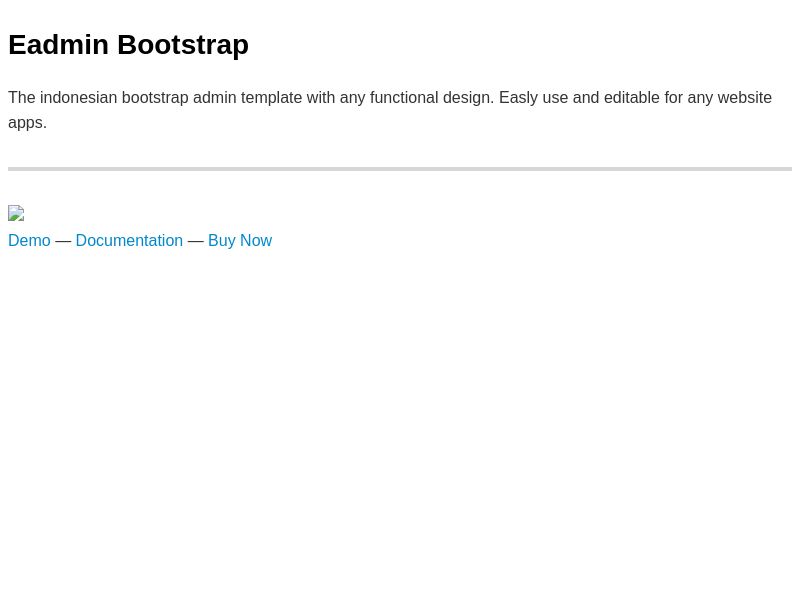 Eadmin Bootstrap
The indonesian bootstrap admin template with any functional design. Easly use and editable for any website
apps.
Demo — Documentation — Buy Now